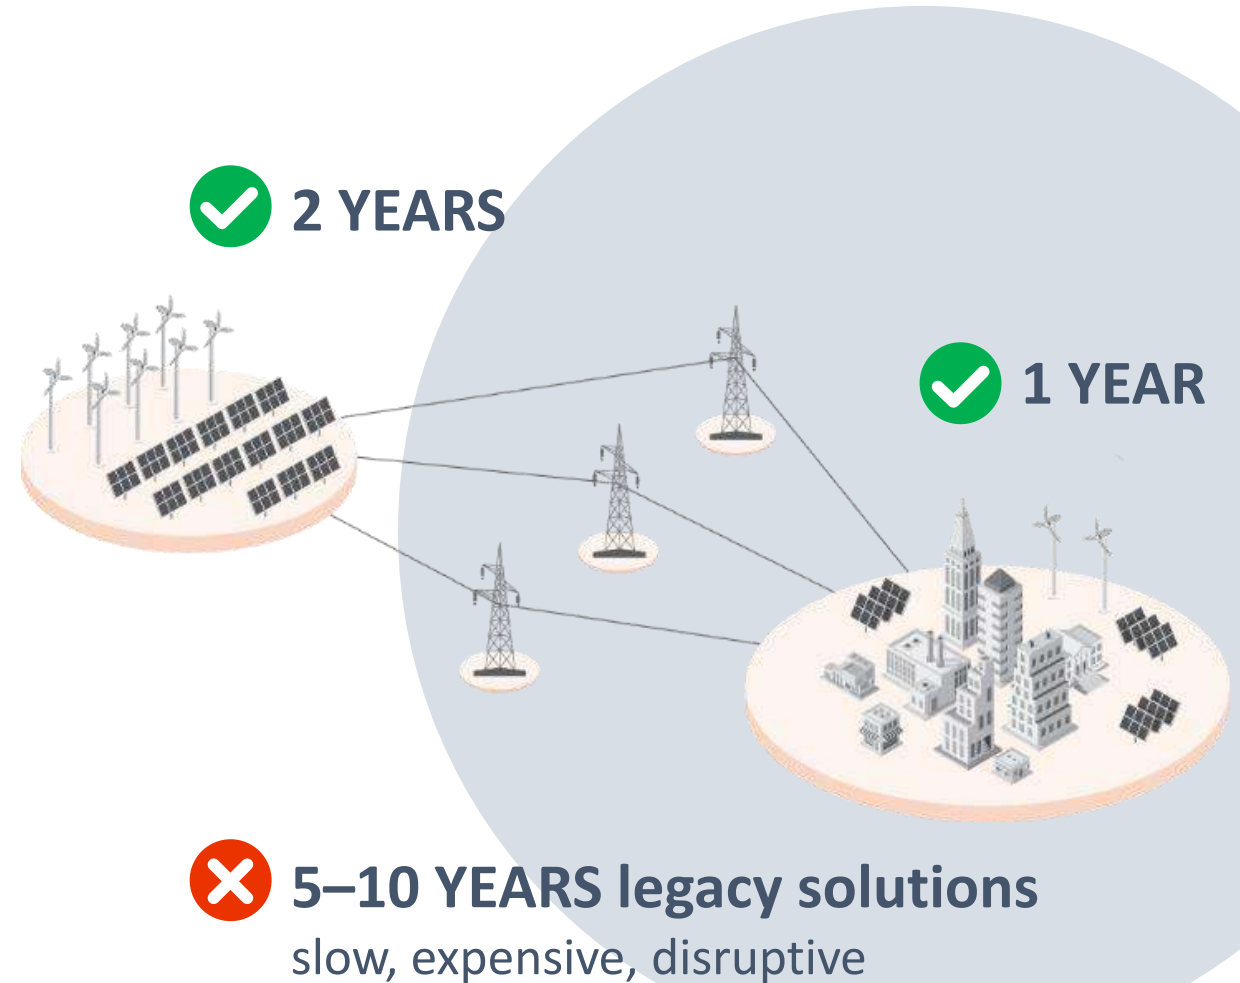 2 YEARS
1 YEAR
5–10 YEARS legacy solutions
slow, expensive, disruptive